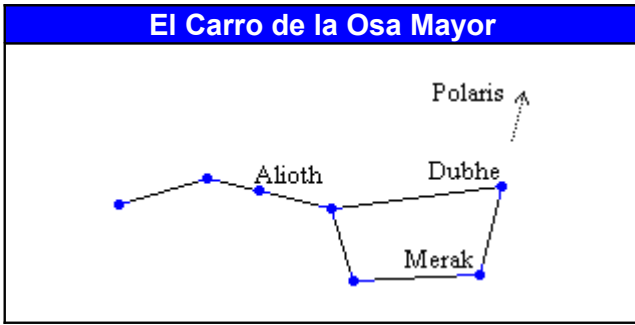 El Carro de la Osa Mayor
Polaris
Alioth
Dubhe
Merak